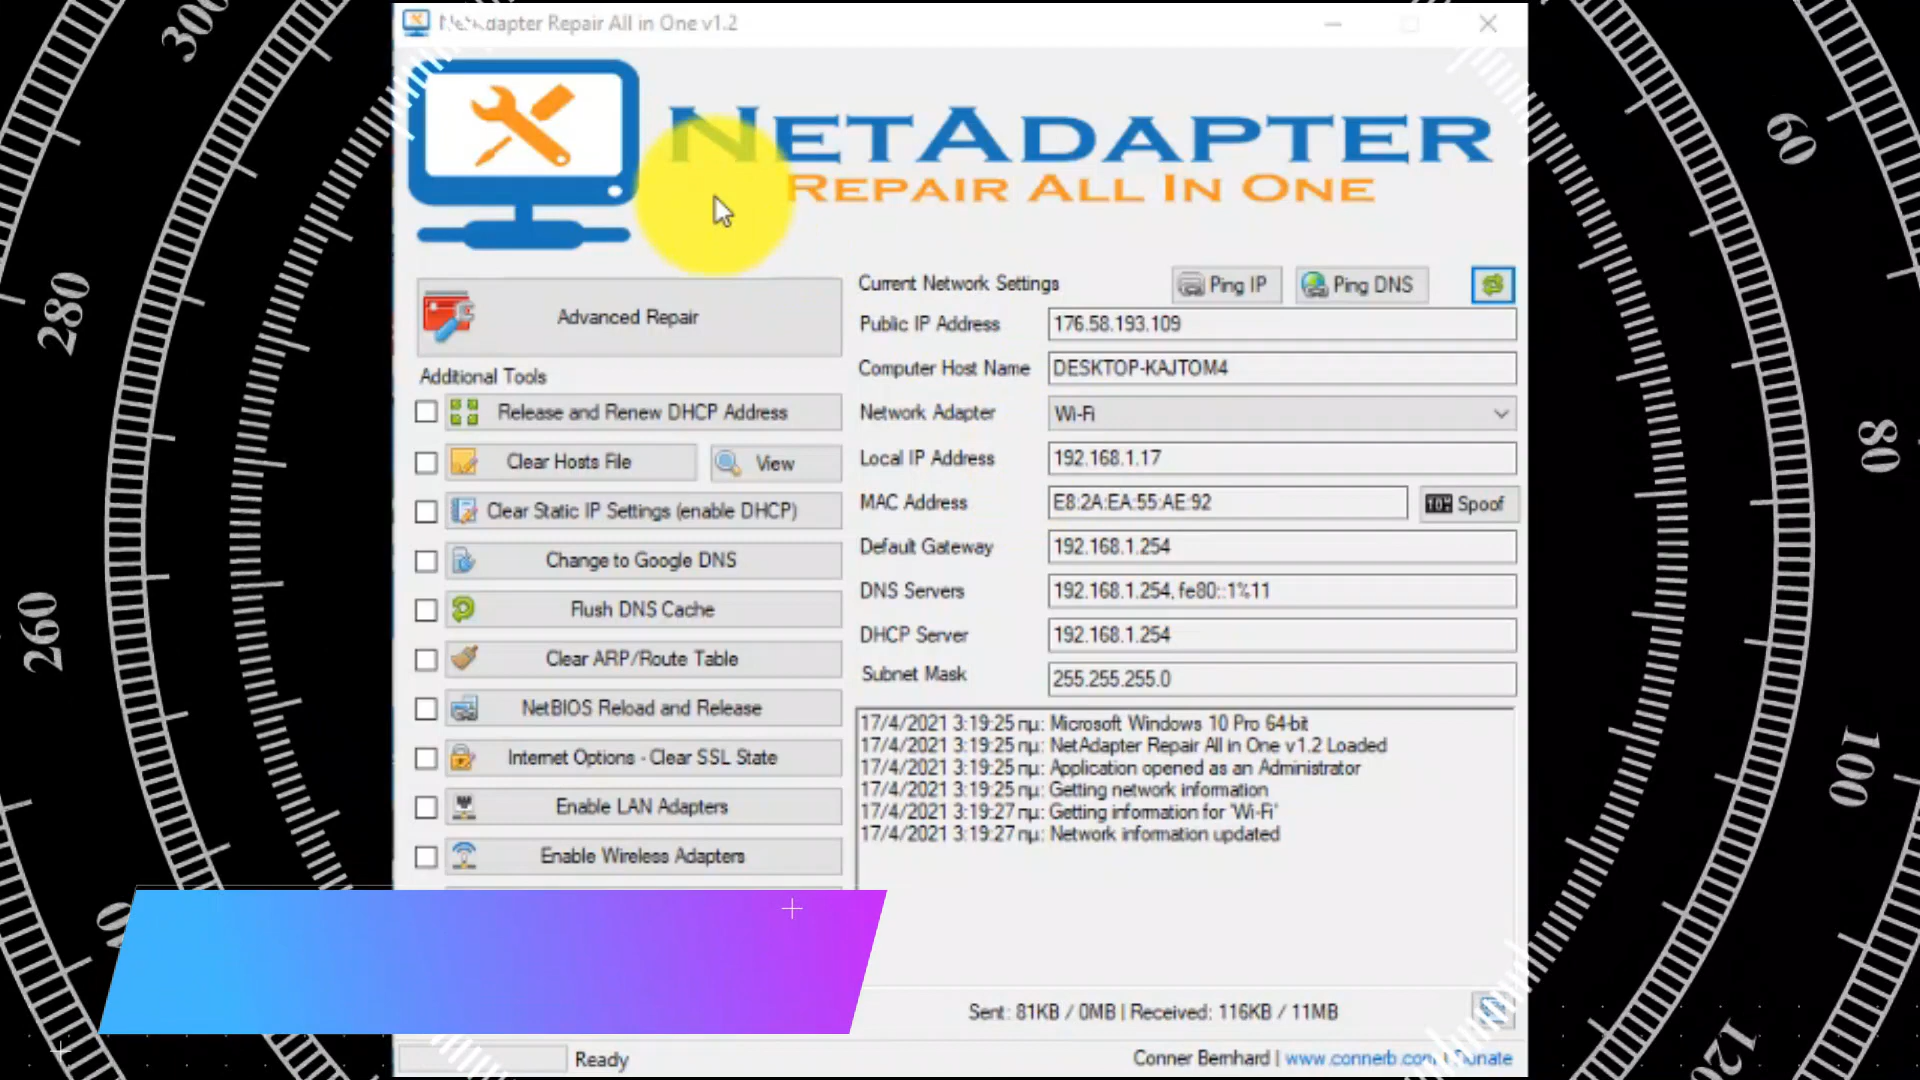 NetAdapter Repair All in One v1.2
NETADAPTER
REPAIR ALL IN ONE
Advanced Repair
Additional Tools
Release and Renew DHCP Address
Clear Hosts File
View
Clear Static IP Settings (enable DHCP)
Change to Google DNS
Flush DNS Cache
Clear ARP/Route Table
NetBIOS Reload and Release
Internet Options - Clear SSL State
Enable LAN Adapters
Enable Wireless Adapters
Current Network Settings
Ping IP
Ping DNS
Public IP Address 176.58.193.109
Computer Host Name DESKTOP-KAJTOM4
Network Adapter Wi-Fi
Local IP Address 192.168.1.17
MAC Address E8:2A:EA:55:AE:92 Spoof
Default Gateway 192.168.1.254
DNS Servers 192.168.1.254, fe80::1%11
DHCP Server 192.168.1.254
Subnet Mask 255.255.255.0
17/4/2021 3:19:25 πμ: Microsoft Windows 10 Pro 64-bit
17/4/2021 3:19:25 πμ: NetAdapter Repair All in One v1.2 Loaded
17/4/2021 3:19:25 πμ: Application opened as an Administrator
17/4/2021 3:19:25 πμ: Getting network information
17/4/2021 3:19:27 πμ: Getting information for 'Wi-Fi'
17/4/2021 3:19:27 πμ: Network information updated
Sent: 81KB / 0MB | Received: 116KB / 11MB
Ready
Conner Bernhard | www.connerb.com | Donate
300
280
260
60
80
100
120